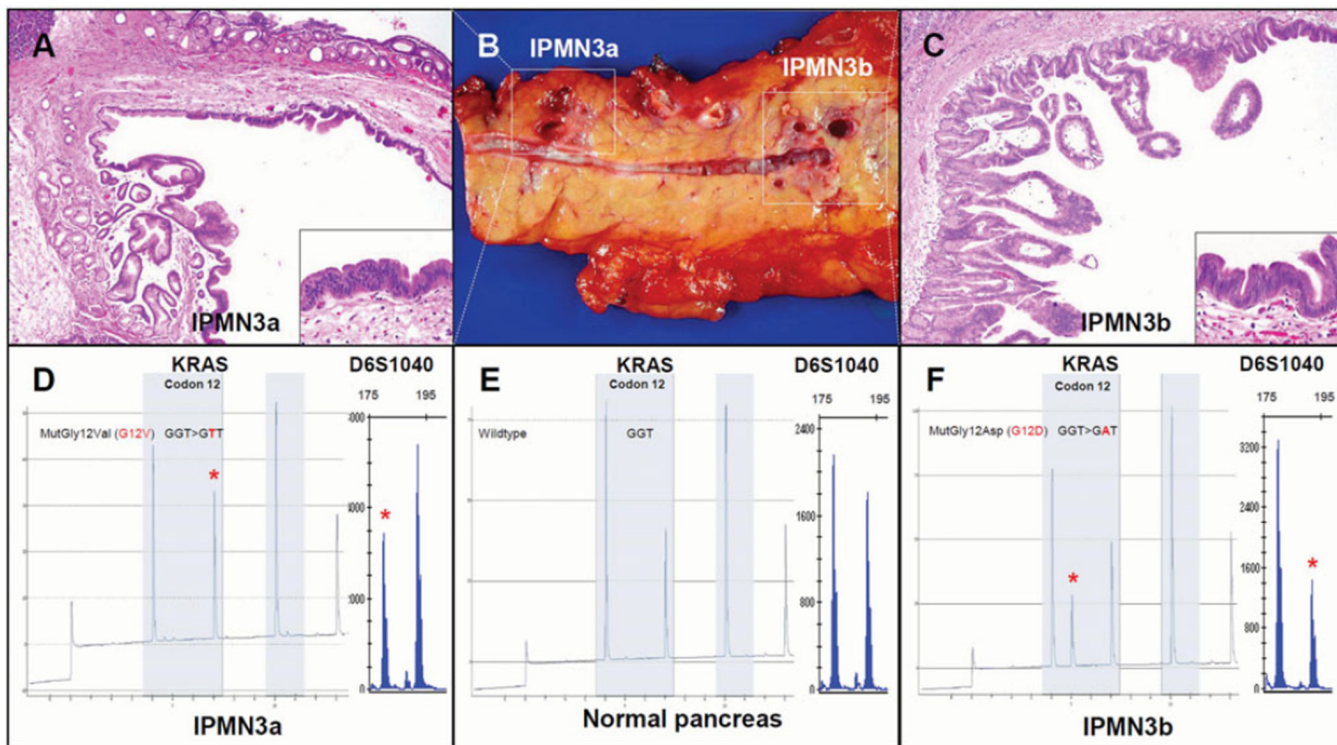 A
IPMN3a
B
IPMN3a
IPMN3b
C
IPMN3b
D
KRAS
Codon 12
D6S1040
175 195
MutGly12Val (G12V) GGT>GTT
*
*
2000
IPMN3a
E
KRAS
Codon 12
D6S1040
175 195
Wildtype GGT
2400
1600
800
0
Normal pancreas
F
KRAS
Codon 12
D6S1040
175 195
MutGly12Asp (G12D) GGT>GAT
*
*
3200
2400
1600
800
0
IPMN3b